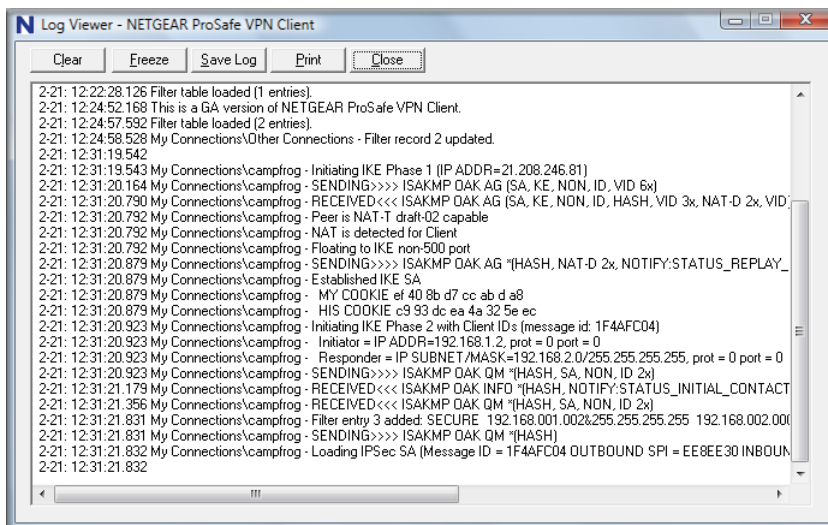 Log Viewer - NETGEAR ProSafe VPN Client
Clear Freeze Save Log Print Close
2-21: 12:22:28.126 Filter table loaded (1 entries).
2-21: 12:24:52.168 This is a GA version of NETGEAR ProSafe VPN Client.
2-21: 12:24:57.592 Filter table loaded (2 entries).
2-21: 12:24:58.528 My Connections\Other Connections - Filter record 2 updated.
2-21: 12:31:19.542
2-21: 12:31:19.543 My Connections\campfrog - Initiating IKE Phase 1 (IP ADDR=21.208.246.81)
2-21: 12:31:20.164 My Connections\campfrog - SENDING>>>> ISAKMP OAK AG (SA, KE, NON, ID, VID 6x)
2-21: 12:31:20.790 My Connections\campfrog - RECEIVED<<< ISAKMP OAK AG (SA, KE, NON, ID, HASH, VID 3x, NAT-D 2x, VID)
2-21: 12:31:20.792 My Connections\campfrog - Peer is NAT-T draft-02 capable
2-21: 12:31:20.792 My Connections\campfrog - NAT is detected for Client
2-21: 12:31:20.792 My Connections\campfrog - Floating to IKE non-500 port
2-21: 12:31:20.879 My Connections\campfrog - SENDING>>>> ISAKMP OAK AG *(HASH, NAT-D 2x, NOTIFY:STATUS_REPLAY_
2-21: 12:31:20.879 My Connections\campfrog - Established IKE SA
2-21: 12:31:20.879 My Connections\campfrog - MY COOKIE ef 40 8b d7 cc ab d a8
2-21: 12:31:20.879 My Connections\campfrog - HIS COOKIE c9 93 dc ea 4a 32 5e ec
2-21: 12:31:20.923 My Connections\campfrog - Initiating IKE Phase 2 with Client IDs (message id: 1F4AFC04)
2-21: 12:31:20.923 My Connections\campfrog - Initiator = IP ADDR=192.168.1.2, prot = 0 port = 0
2-21: 12:31:20.923 My Connections\campfrog - Responder = IP SUBNET/MASK=192.168.2.0/255.255.255.255, prot = 0 port = 0
2-21: 12:31:20.923 My Connections\campfrog - SENDING>>>> ISAKMP OAK QM *(HASH, SA, NON, ID 2x)
2-21: 12:31:21.179 My Connections\campfrog - RECEIVED<<< ISAKMP OAK INFO *(HASH, NOTIFY:STATUS_INITIAL_CONTACT
2-21: 12:31:21.356 My Connections\campfrog - RECEIVED<<< ISAKMP OAK QM *(HASH, SA, NON, ID 2x)
2-21: 12:31:21.831 My Connections\campfrog - Filter entry 3 added: SECURE 192.168.001.002&255.255.255.255 192.168.002.000
2-21: 12:31:21.831 My Connections\campfrog - SENDING>>>> ISAKMP OAK QM *(HASH)
2-21: 12:31:21.832 My Connections\campfrog - Loading IPSec SA (Message ID = 1F4AFC04 OUTBOUND SPI = EE8EE30 INBOUN
2-21: 12:31:21.832